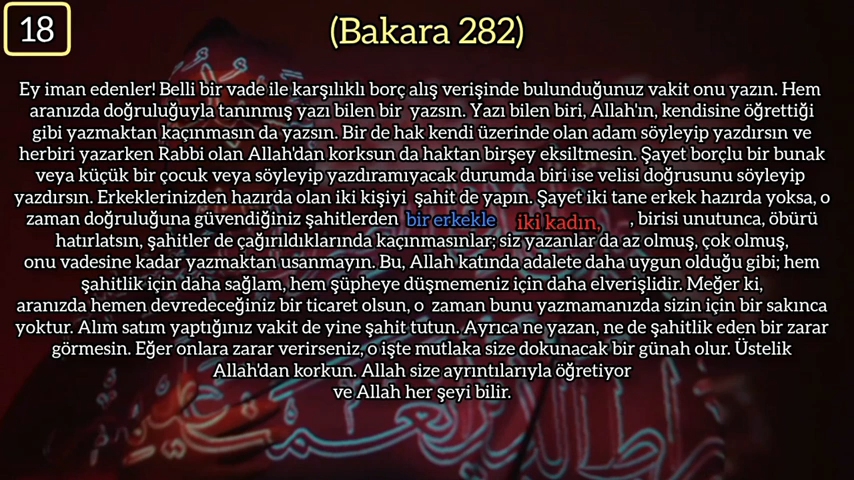 18
(Bakara 282)
Ey iman edenler! Belli bir vade ile karşılıklı borç alış verişinde bulunduğunuz vakit onu yazın. Hem
aranızda doğruluğuyla tanınmış yazı bilen bir yazsın. Yazı bilen biri, Allah'ın, kendisine öğrettiği
gibi yazmaktan kaçınmasın da yazsın. Bir de hak kendi üzerinde olan adam söyleyip yazdırsın ve
herbiri yazarken Rabbi olan Allah'dan korksun da haktan birşey eksiltmesin. Şayet borçlu bir bunak
veya küçük bir çocuk veya söyleyip yazdıramıyacak durumda biri ise velisi doğrusunu söyleyip
yazdırsın. Erkeklerinizden hazırda olan iki kişiyi şahit de yapın. Şayet iki tane erkek hazırda yoksa, o
zaman doğruluğuna güvendiğiniz şahitlerden bir erkekle iki kadın, , birisi unutunca, öbürü
hatırlatsın, şahitler de çağırıldıklarında kaçınmasınlar; siz yazanlar da az olmuş, çok olmuş,
onu vadesine kadar yazmaktan usanmayın. Bu, Allah katında adalete daha uygun olduğu gibi; hem
şahitlik için daha sağlam, hem şüpheye düşmemeniz için daha elverişlidir. Meğer ki,
aranızda hemen devredeceğiniz bir ticaret olsun, o zaman bunu yazmamanızda sizin için bir sakınca
yoktur. Alım satım yaptığınız vakit de yine şahit tutun. Ayrıca ne yazan, ne de şahitlik eden bir zarar
görmesin. Eğer onlara zarar verirseniz, o işte mutlaka size dokunacak bir günah olur. Üstelik
Allah'dan korkun. Allah size ayrıntılarıyla öğretiyor
ve Allah her şeyi bilir.